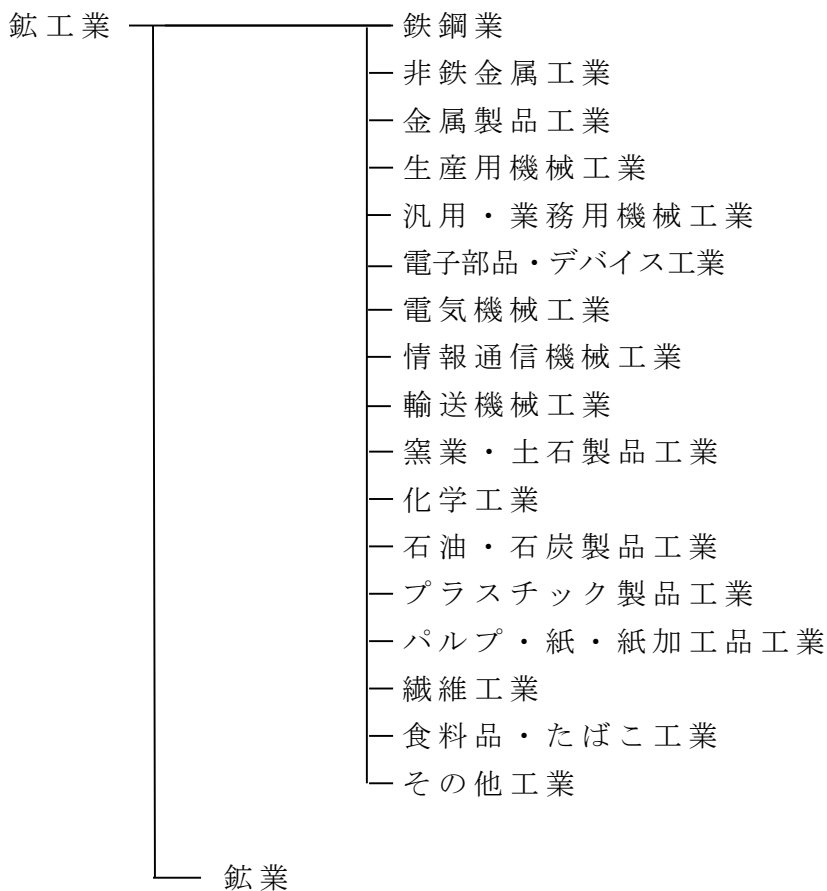 鉱工業
鉄鋼業
非鉄金属工業
金属製品工業
生産用機械工業
汎用・業務用機械工業
電子部品・デバイス工業
電気機械工業
情報通信機械工業
輸送機械工業
窯業・土石製品工業
化学工業
石油・石炭製品工業
プラスチック製品工業
パルプ・紙・紙加工品工業
繊維工業
食料品・たばこ工業
その他工業
鉱業